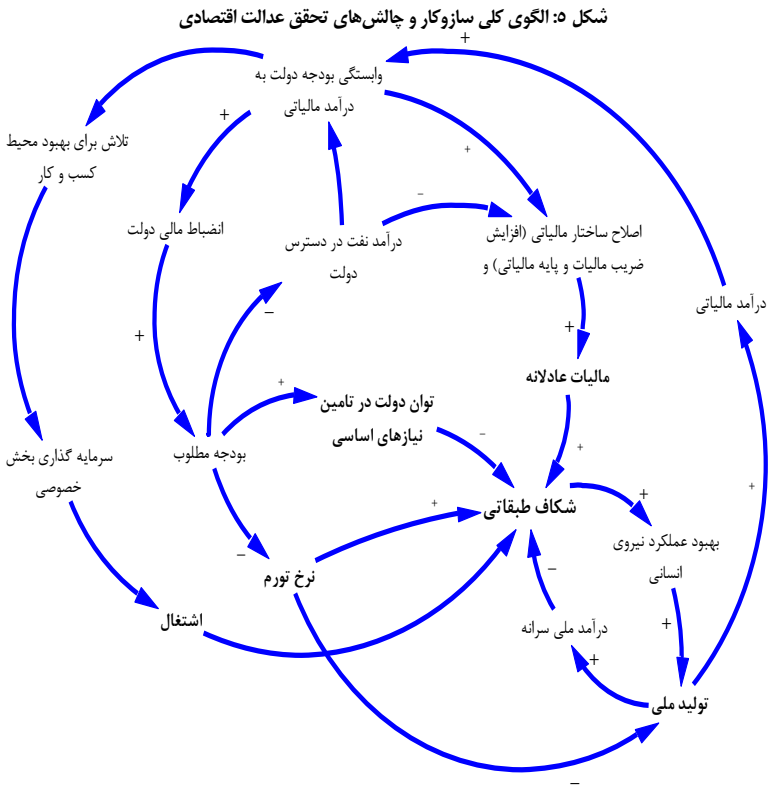 شکل ۵: الگوی کلی سازوکار و چالش‌های تحقق عدالت اقتصادی
وابستگی بودجه دولت به
درآمد مالیاتی
تلاش برای بهبود محیط
کسب و کار
انضباط مالی دولت
درآمد نفت در دسترس
دولت
اصلاح ساختار مالیاتی (افزایش
ضریب مالیات و پایه مالیاتی) و
درآمد مالیاتی
مالیات عادلانه
توان دولت در تامین
نیازهای اساسی
بودجه مطلوب
سرمایه گذاری بخش
خصوصی
شکاف طبقاتی
بهبود عملکرد نیروی
انسانی
نرخ تورم
اشتغال
درآمد ملی سرانه
تولید ملی
+
+
+
–
+
–
+
+
+
–
+
+
+
–
–
+
+
+
–